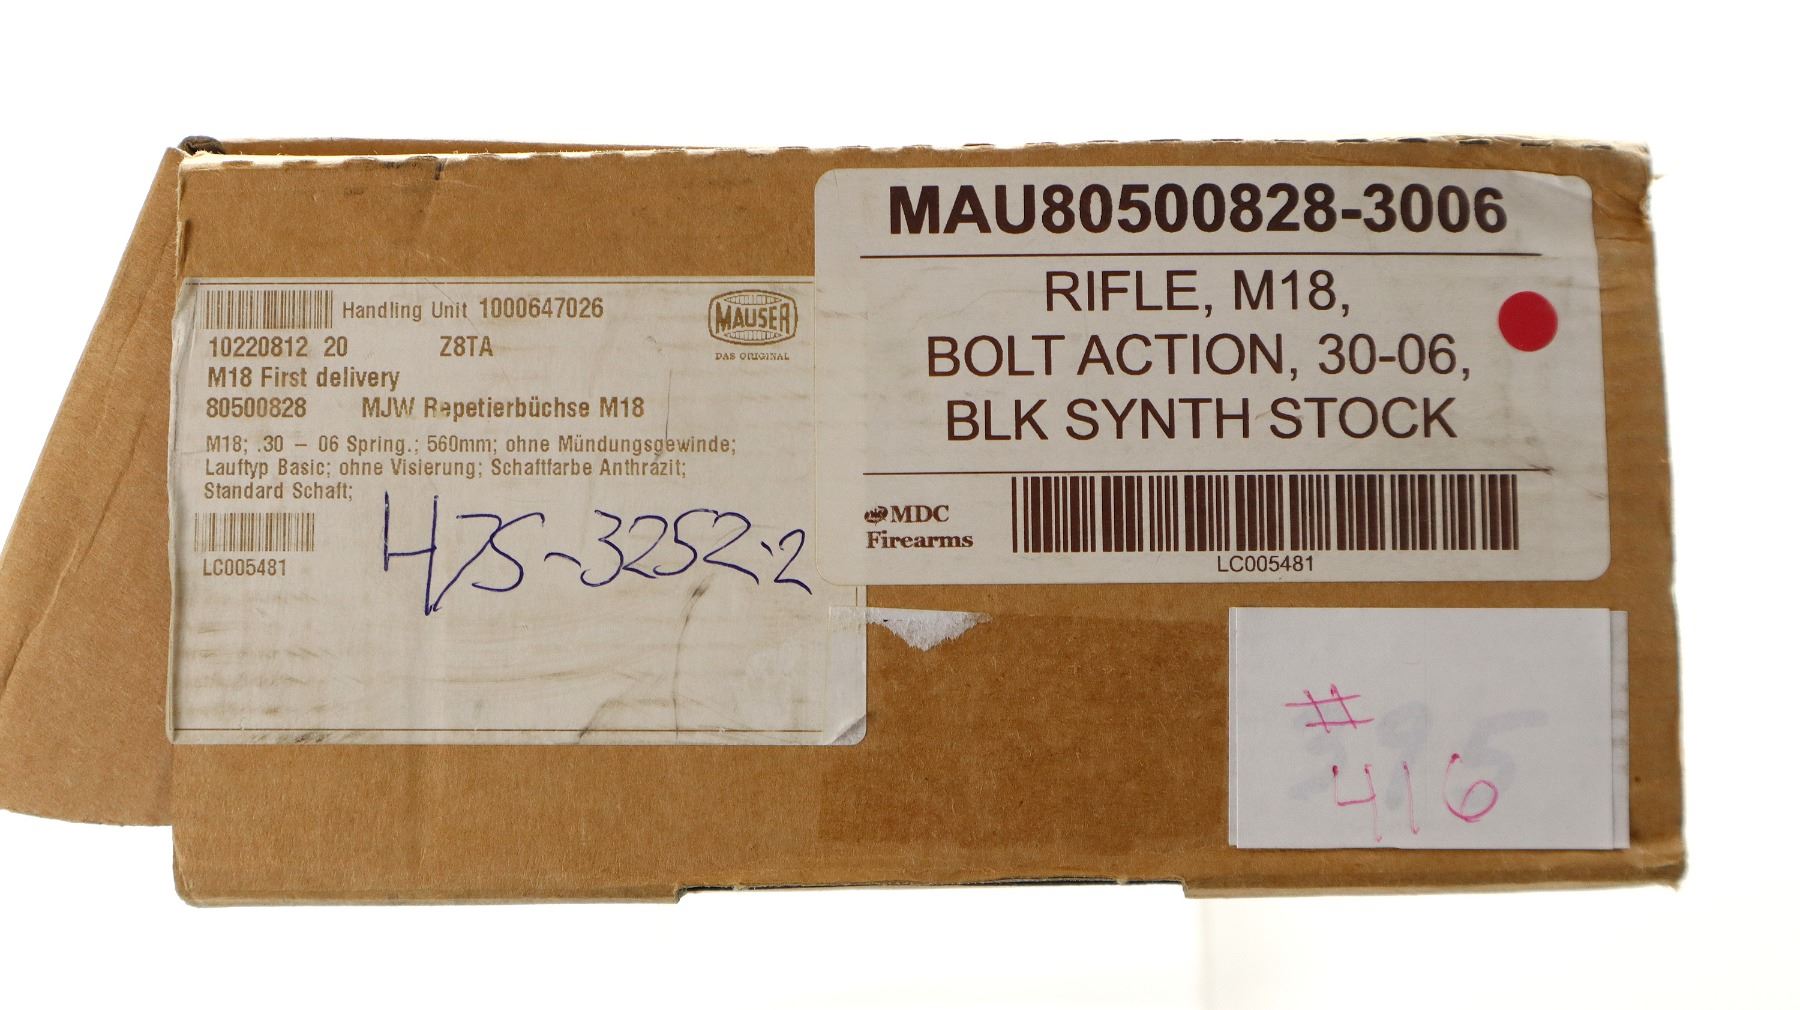 Handling Unit 1000647026
MAUSER
DAS ORIGINAL
10220812 20 Z8TA
M18 First delivery
80500828 MJW Repetierbüchse M18
M18; .30 – 06 Spring.; 560mm; ohne Mündungsgewinde;
Lauftyp Basic; ohne Visierung; Schaftfarbe Anthrazit;
Standard Schaft;
LC005481
475-3252-2
MAU80500828-3006
RIFLE, M18,
BOLT ACTION, 30-06,
BLK SYNTH STOCK
MDC
Firearms
LC005481
#
416
395